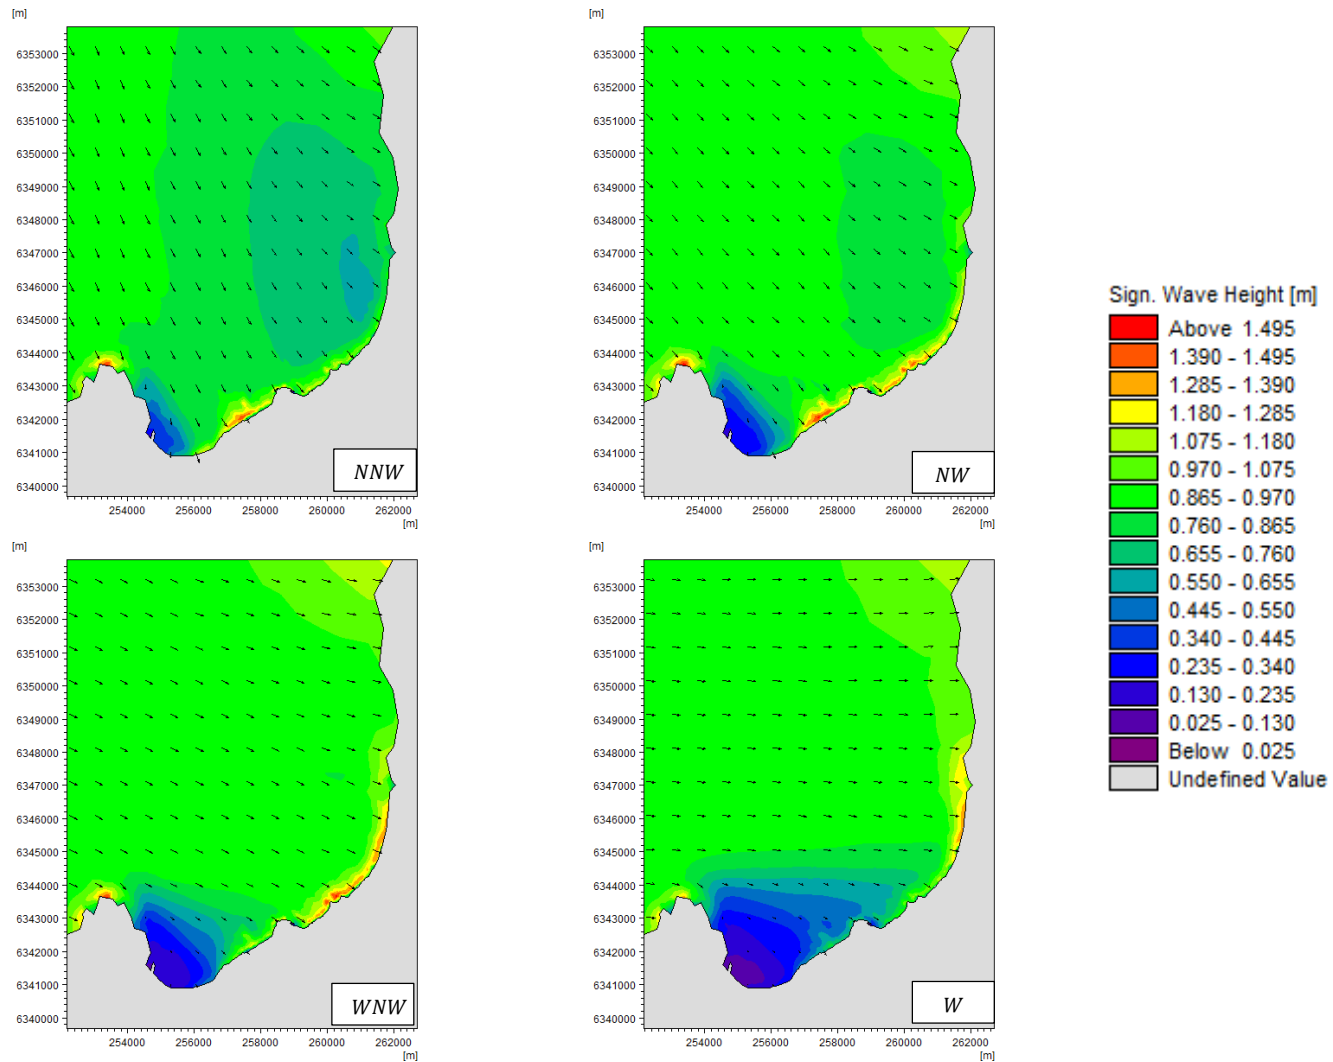 [m]
6353000
6352000
6351000
6350000
6349000
6348000
6347000
6346000
6345000
6344000
6343000
6342000
6341000
6340000
NNW
254000 256000 258000 260000 262000
[m]
[m]
6353000
6352000
6351000
6350000
6349000
6348000
6347000
6346000
6345000
6344000
6343000
6342000
6341000
6340000
NW
254000 256000 258000 260000 262000
[m]
[m]
6353000
6352000
6351000
6350000
6349000
6348000
6347000
6346000
6345000
6344000
6343000
6342000
6341000
6340000
WNW
254000 256000 258000 260000 262000
[m]
[m]
6353000
6352000
6351000
6350000
6349000
6348000
6347000
6346000
6345000
6344000
6343000
6342000
6341000
6340000
W
254000 256000 258000 260000 262000
[m]
Sign. Wave Height [m]
Above 1.495
1.390 - 1.495
1.285 - 1.390
1.180 - 1.285
1.075 - 1.180
0.970 - 1.075
0.865 - 0.970
0.760 - 0.865
0.655 - 0.760
0.550 - 0.655
0.445 - 0.550
0.340 - 0.445
0.235 - 0.340
0.130 - 0.235
0.025 - 0.130
Below 0.025
Undefined Value